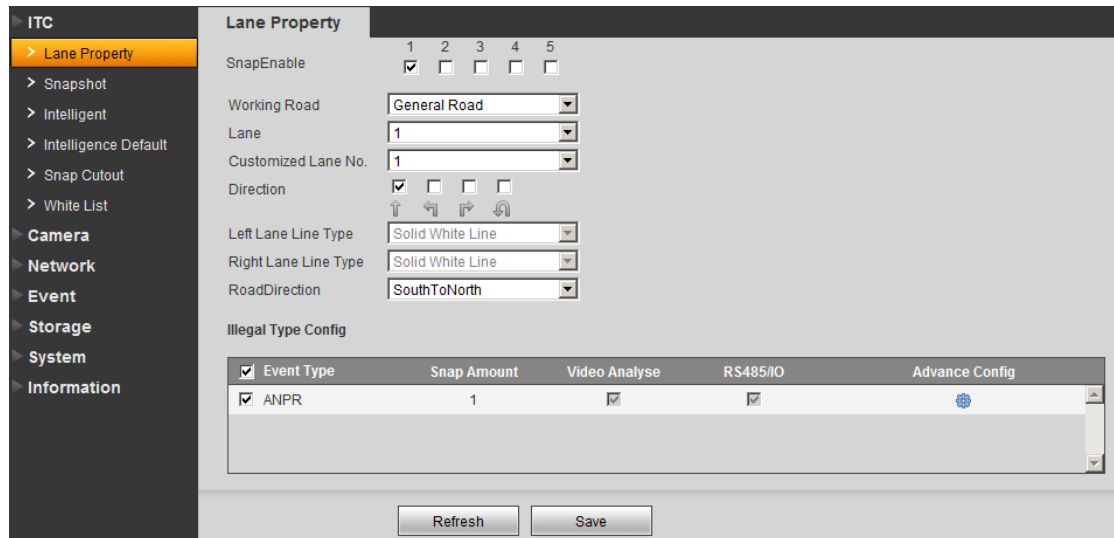 ITC
Lane Property
Snapshot
Intelligent
Intelligence Default
Snap Cutout
White List
Camera
Network
Event
Storage
System
Information
Lane Property
1 2 3 4 5
SnapEnable
Working Road General Road
Lane 1
Customized Lane No. 1
Direction
Left Lane Line Type Solid White Line
Right Lane Line Type Solid White Line
RoadDirection SouthToNorth
Illegal Type Config
Event Type Snap Amount Video Analyse RS485/IO Advance Config
ANPR 1
Refresh Save